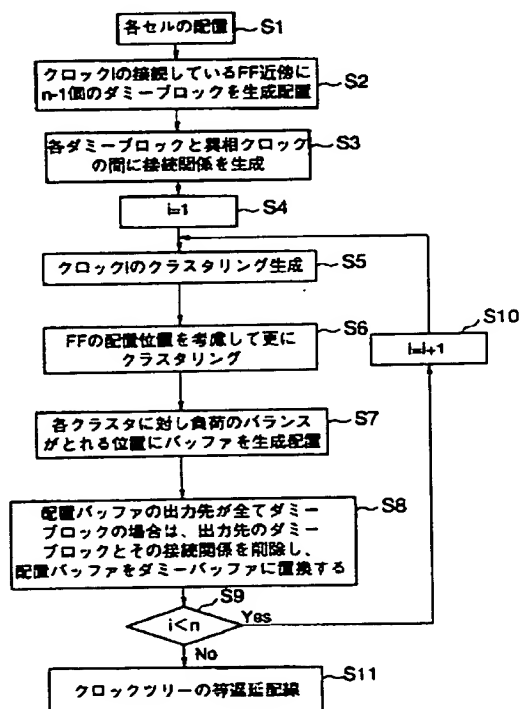 各セルの配置
S1
クロックiの接続しているFF近傍に
n-1個のダミーブロックを生成配置
S2
各ダミーブロックと異相クロック
の間に接続関係を生成
S3
i=1
S4
クロックiのクラスタリング生成
S5
FFの配置位置を考慮して更に
クラスタリング
S6
i=i+1
S10
各クラスタに対し負荷のバランス
がとれる位置にバッファを生成配置
S7
配置バッファの出力先が全てダミー
ブロックの場合は、出力先のダミー
ブロックとその接続関係を削除し、
配置バッファをダミーバッファに置換する
S8
i<n
S9
Yes
No
クロックツリーの等遅延配線
S11